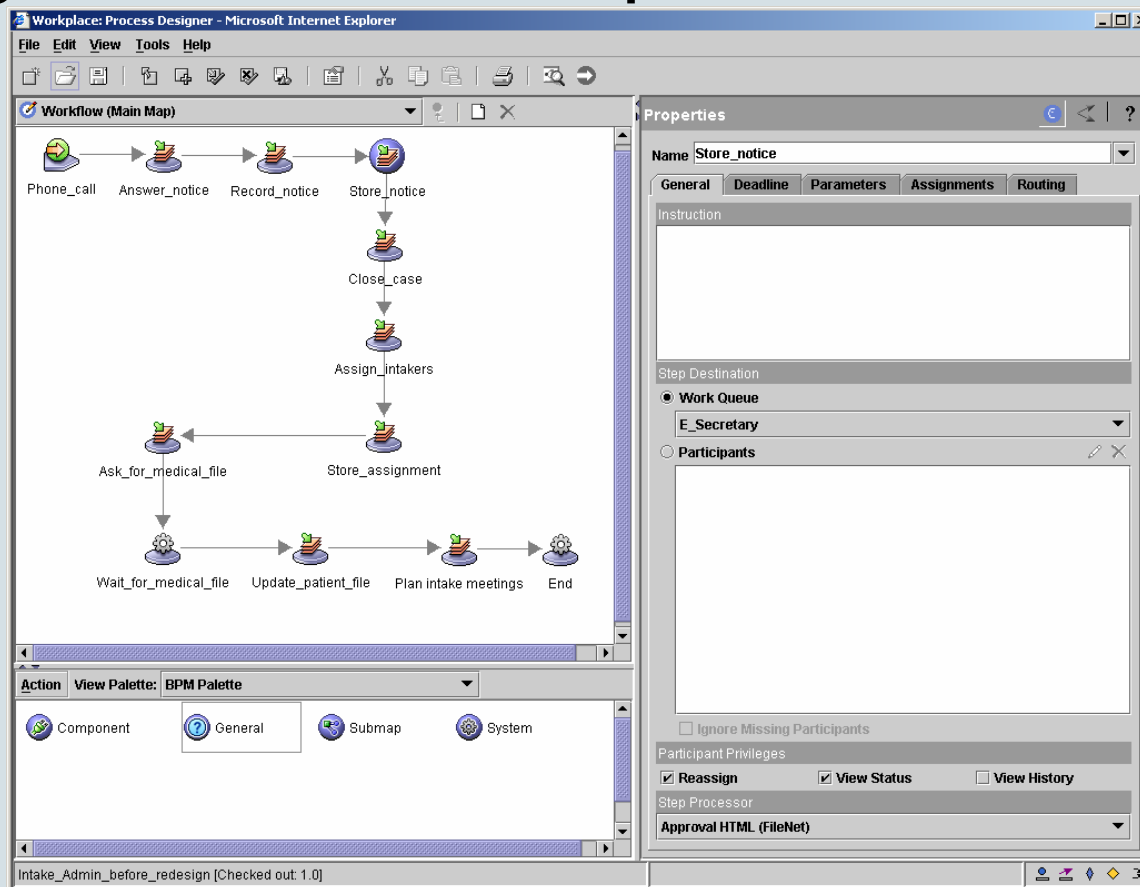 Workplace: Process Designer - Microsoft Internet Explorer
File Edit View Tools Help
Workflow (Main Map)
Phone_call Answer_notice Record_notice Store_notice
Close_case
Assign_intakers
Ask_for_medical_file Store_assignment
Wait_for_medical_file Update_patient_file Plan intake meetings End
Action View Palette: BPM Palette
Component General Submap System
Intake_Admin_before_redesign [Checked out: 1.0]
Properties ?
Name Store_notice
General Deadline Parameters Assignments Routing
Instruction
Step Destination
Work Queue
E_Secretary
Participants
Ignore Missing Participants
Participant Privileges
Reassign View Status View History
Step Processor
Approval HTML (FileNet)